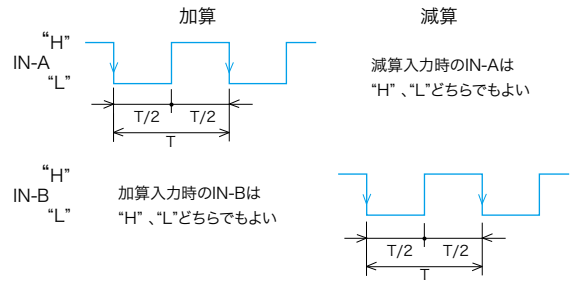 加算
減算
“H”
IN-A
“L”
減算入力時のIN-Aは
“H” 、“L”どちらでもよい
T/2
T/2
T
“H”
IN-B
“L”
加算入力時のIN-Bは
“H” 、“L”どちらでもよい
T/2
T/2
T